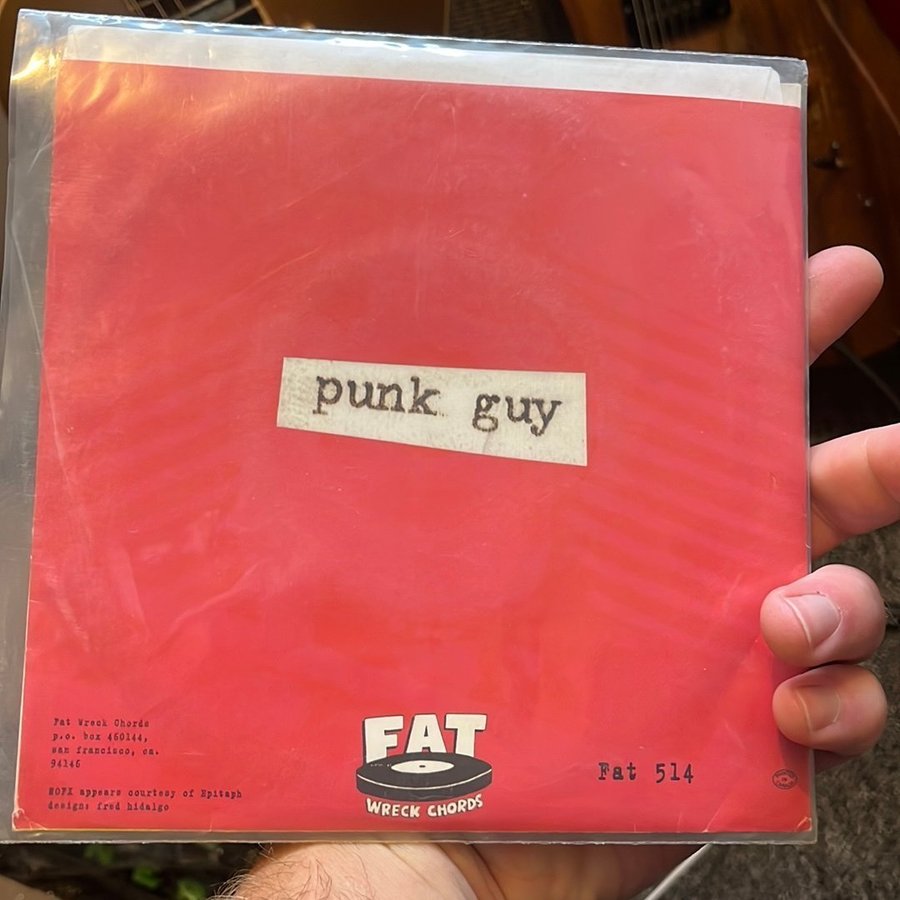 punk guy
Fat Wreck Chords
p.o. box 460144,
san francisco, ca.
94146
NOFX appears courtesy of Epitaph
design: fred hidalgo
FAT
WRECK CHORDS
Fat 514